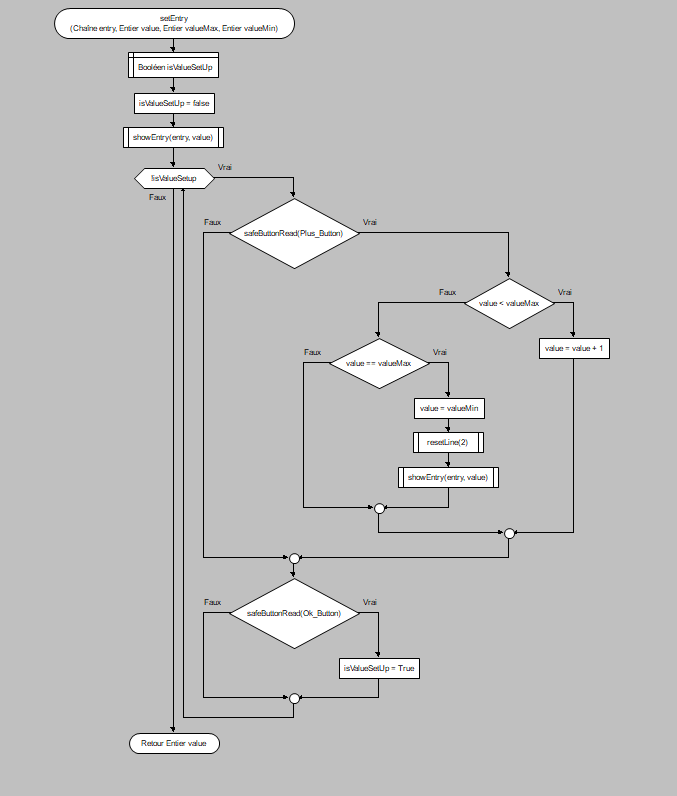 setEntry
(Chaîne entry, Entier value, Entier valueMax, Entier valueMin)
Booléen isValueSetUp
isValueSetUp = false
showEntry(entry, value)
!isValueSetup
Vrai
Faux
safeButtonRead(Plus_Button)
Faux
Vrai
value < valueMax
Faux
Vrai
value = value + 1
value == valueMax
Faux
Vrai
value = valueMin
resetLine(2)
showEntry(entry, value)
safeButtonRead(Ok_Button)
Faux
Vrai
isValueSetUp = True
Retour Entier value